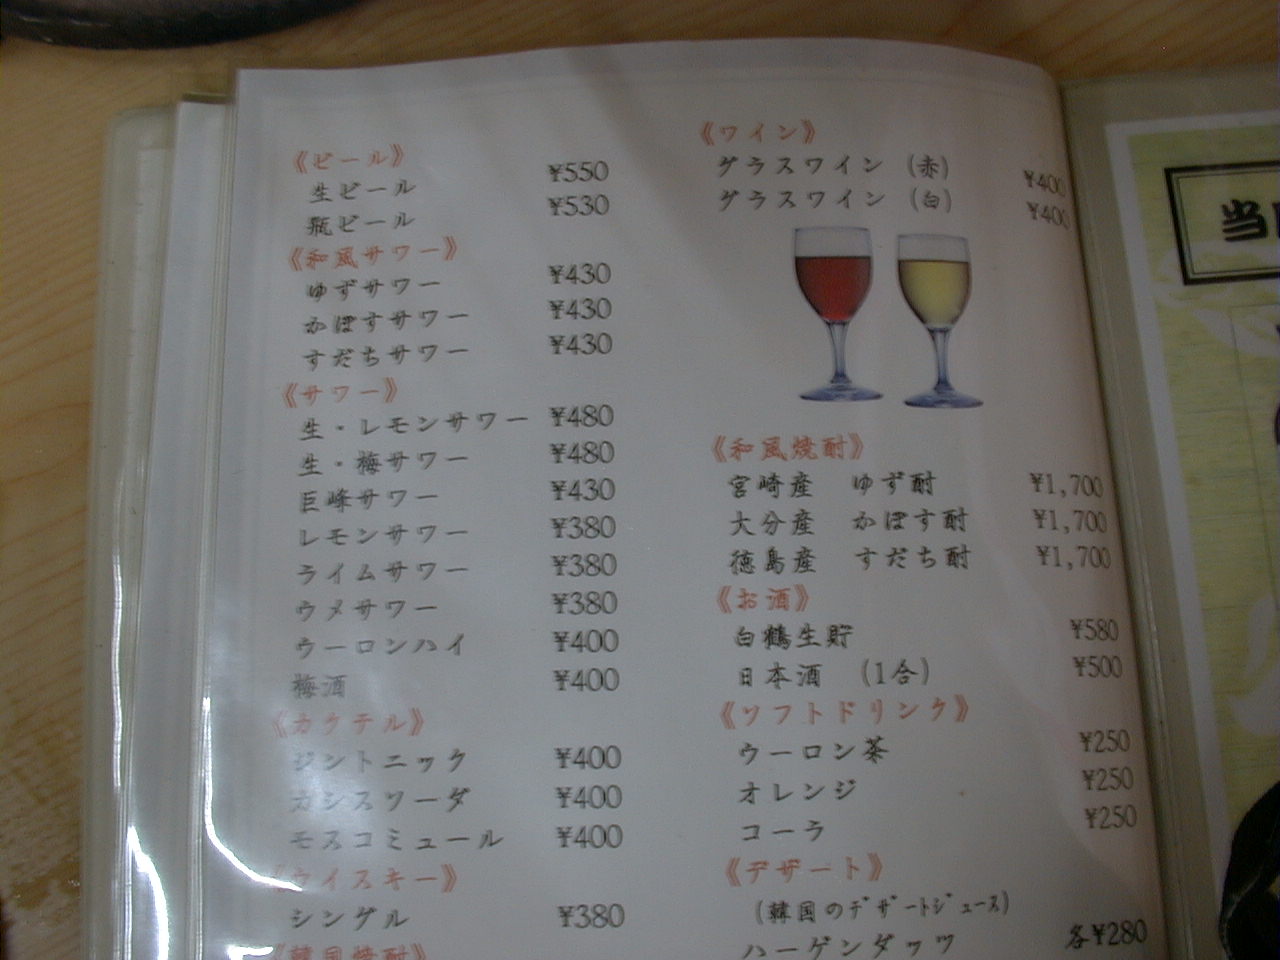 《ビール》
生ビール ¥550
瓶ビール ¥530
《和風サワー》
ゆずサワー ¥430
かぼすサワー ¥430
すだちサワー ¥430
《サワー》
生・レモンサワー ¥480
生・梅サワー ¥480
巨峰サワー ¥430
レモンサワー ¥380
ライムサワー ¥380
ウメサワー ¥380
ウーロンハイ ¥400
梅酒 ¥400
《カクテル》
ジントニック ¥400
カシスソーダ ¥400
モスコミュール ¥400
《ウイスキー》
シングル ¥380
《韓国焼酎》
《ワイン》
グラスワイン (赤) ¥400
グラスワイン (白) ¥400
《和風焼酎》
宮崎産 ゆず酎 ¥1,700
大分産 かぼす酎 ¥1,700
徳島産 すだち酎 ¥1,700
《お酒》
白鶴生貯 ¥580
日本酒 (1合) ¥500
《ソフトドリンク》
ウーロン茶 ¥250
オレンジ ¥250
コーラ ¥250
《デザート》
(韓国のデザートジュース)
ハーゲンダッツ 各¥280
当